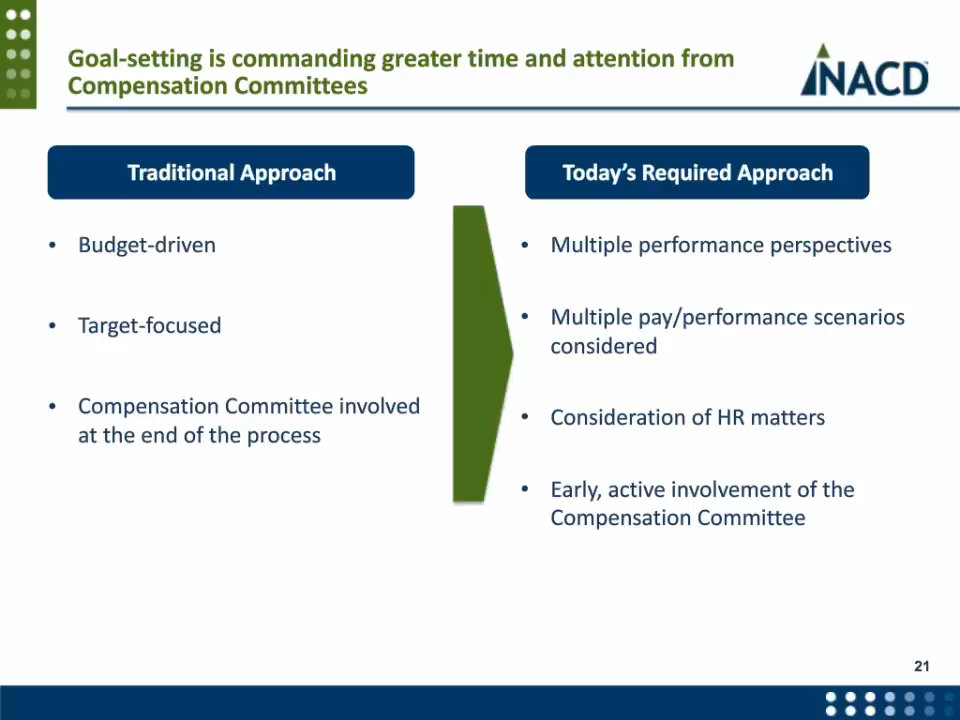 Goal-setting is commanding greater time and attention from
Compensation Committees
NACD
Traditional Approach
• Budget-driven
• Target-focused
• Compensation Committee involved
at the end of the process
Today's Required Approach
• Multiple performance perspectives
• Multiple pay/performance scenarios
considered
• Consideration of HR matters
• Early, active involvement of the
Compensation Committee
21